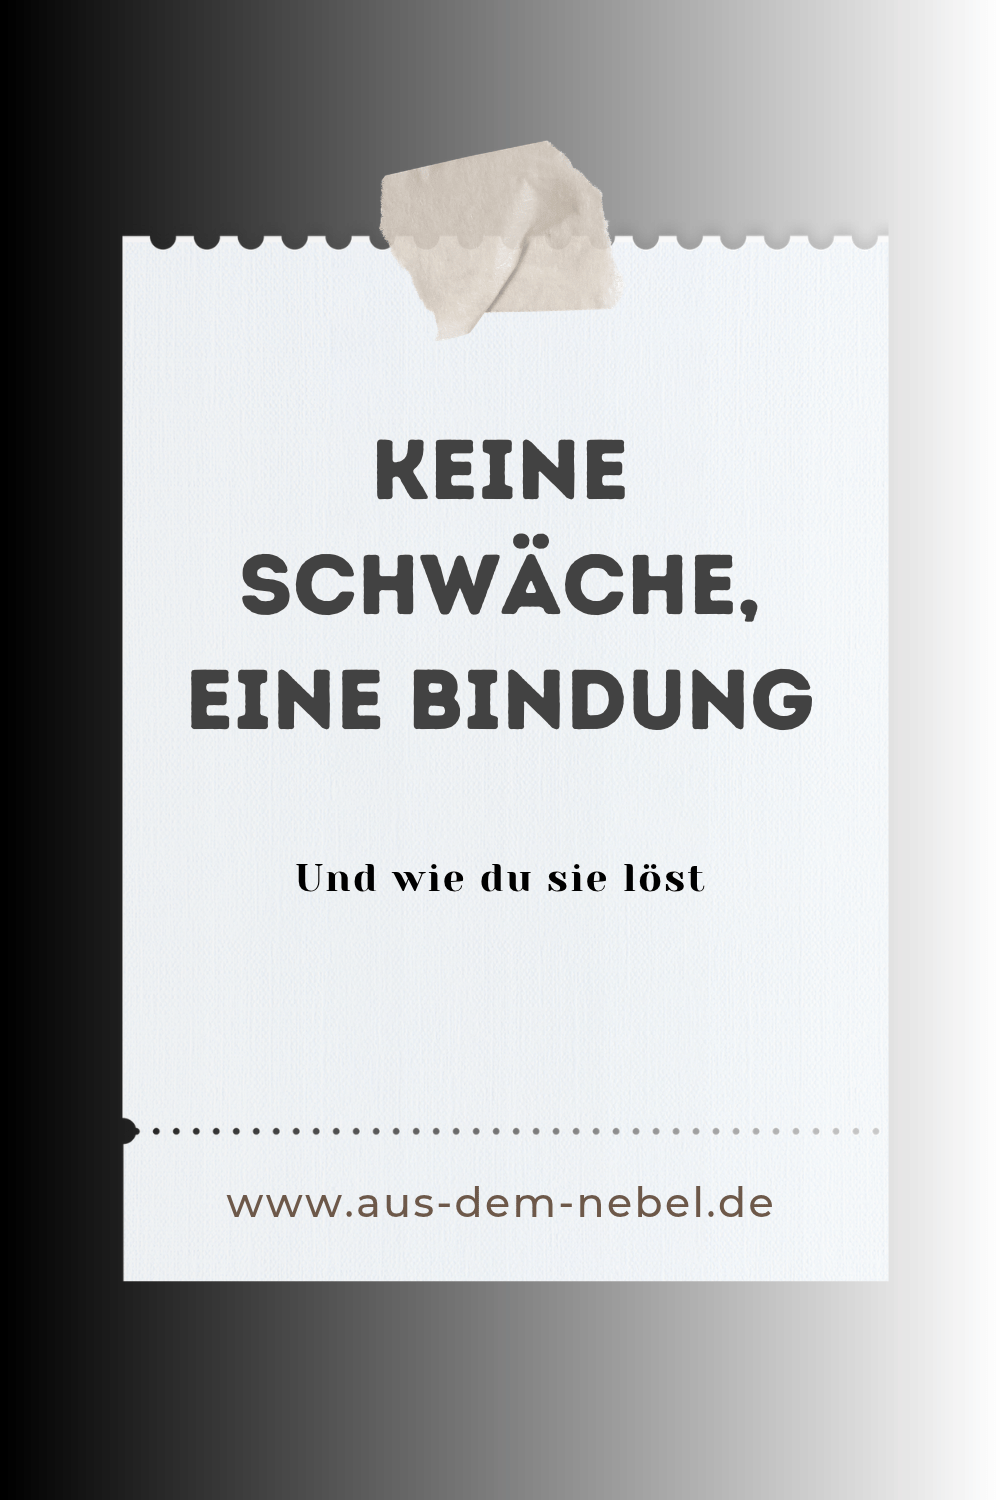 KEINE
SCHWÄCHE,
EINE BINDUNG
Und wie du sie löst
www.aus-dem-nebel.de